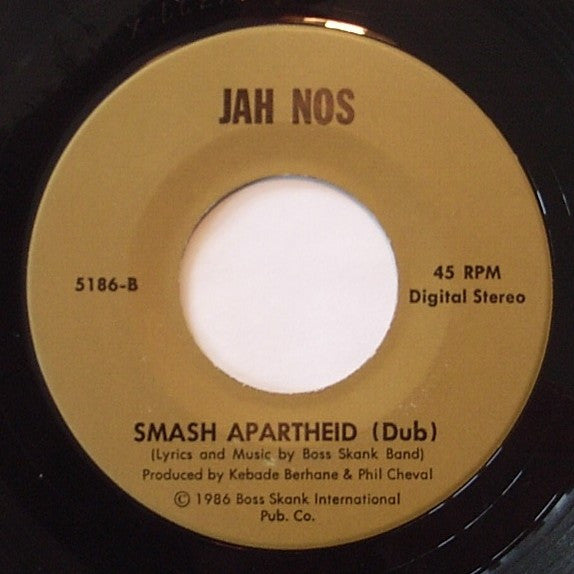 JAH NOS
5186-B
45 RPM
Digital Stereo
SMASH APARTHEID (Dub)
(Lyrics and Music by Boss Skank Band)
Produced by Kebade Berhane & Phil Cheval
© 1986 Boss Skank International
Pub. Co.